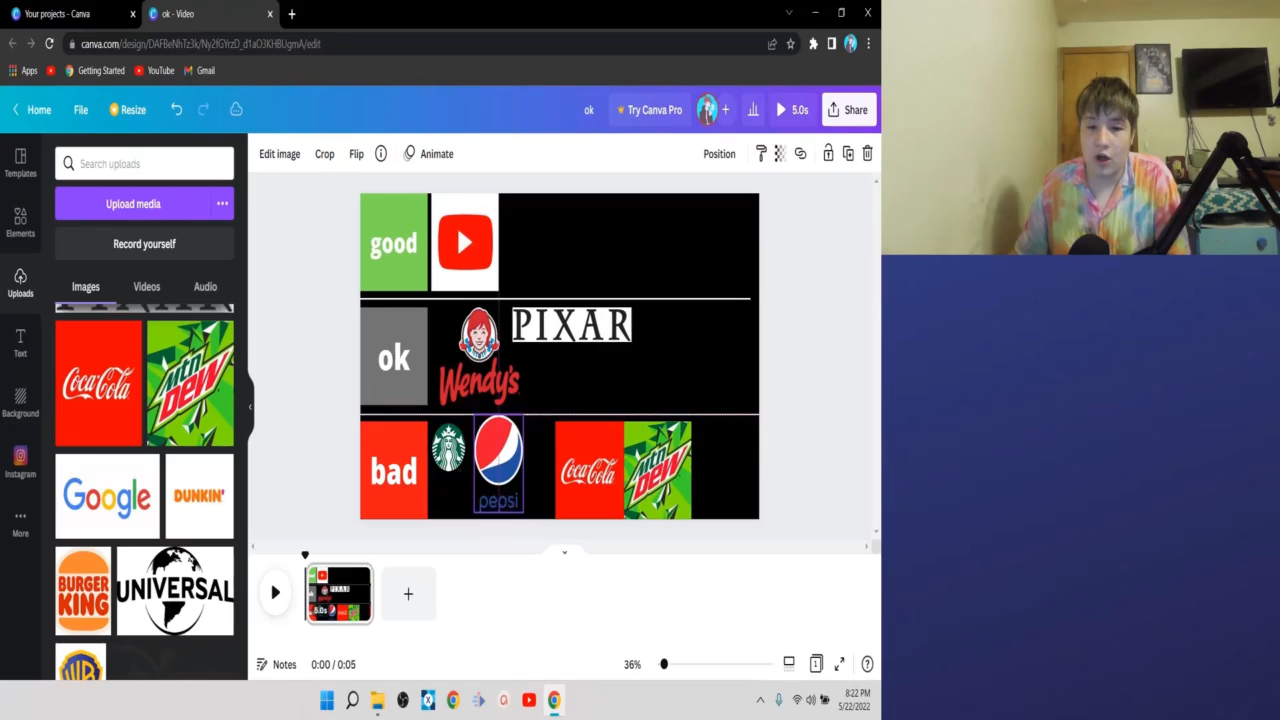 Your projects - Canva
ok - Video
canva.com/design/DAFBeNhTz3k/Ny2fGYrzD_d1aO3KHBUgmA/edit
Apps
Getting Started
YouTube
Gmail
Home
File
Resize
ok
Try Canva Pro
5.0s
Share
Search uploads
Edit image
Crop
Flip
Animate
Position
Templates
Upload media
Elements
Record yourself
Uploads
Images
Videos
Audio
Text
Background
Instagram
More
Coca-Cola
Mtn
DEW
Google
DUNKIN'
BURGER
KING
UNIVERSAL
WB
good
ok
Wendy's
PIXAR
bad
pepsi
Coca-Cola
Mtn
DEW
PIXAR
5.0s
Notes
0:00 / 0:05
36%
1
8:22 PM
5/22/2022